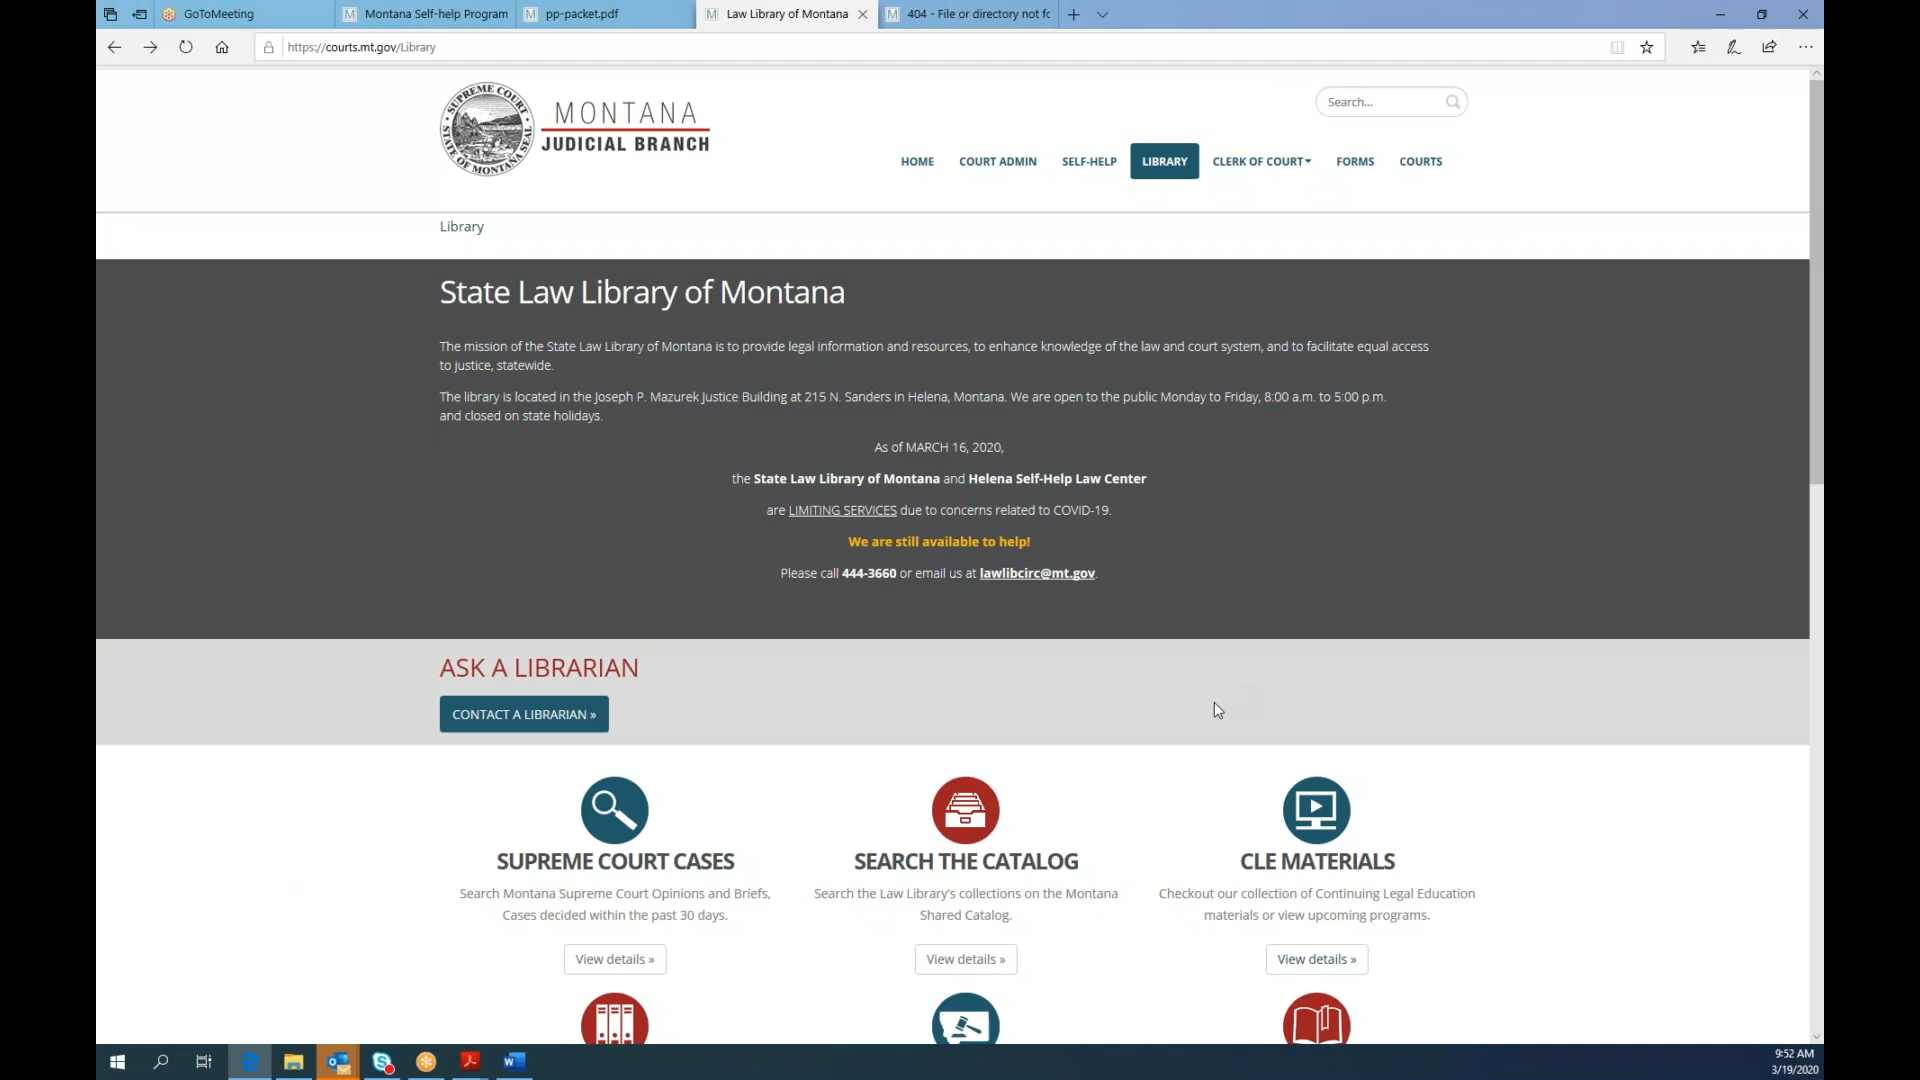 GoToMeeting
Montana Self-help Program
pp-packet.pdf
Law Library of Montana
404 - File or directory not fo
https://courts.mt.gov/Library
SUPREME COURT
STATE OF MONTANA
SEAL
MONTANA
JUDICIAL BRANCH
Search...
HOME
COURT ADMIN
SELF-HELP
LIBRARY
CLERK OF COURT
FORMS
COURTS
Library
State Law Library of Montana
The mission of the State Law Library of Montana is to provide legal information and resources, to enhance knowledge of the law and court system, and to facilitate equal access
to justice, statewide.
The library is located in the Joseph P. Mazurek Justice Building at 215 N. Sanders in Helena, Montana. We are open to the public Monday to Friday, 8:00 a.m. to 5:00 p.m.
and closed on state holidays.
As of MARCH 16, 2020,
the State Law Library of Montana and Helena Self-Help Law Center
are LIMITING SERVICES due to concerns related to COVID-19.
We are still available to help!
Please call 444-3660 or email us at lawlibcirc@mt.gov.
ASK A LIBRARIAN
CONTACT A LIBRARIAN »
SUPREME COURT CASES
Search Montana Supreme Court Opinions and Briefs,
Cases decided within the past 30 days.
View details »
SEARCH THE CATALOG
Search the Law Library's collections on the Montana
Shared Catalog.
View details »
CLE MATERIALS
Checkout our collection of Continuing Legal Education
materials or view upcoming programs.
View details »
9:52 AM
3/19/2020